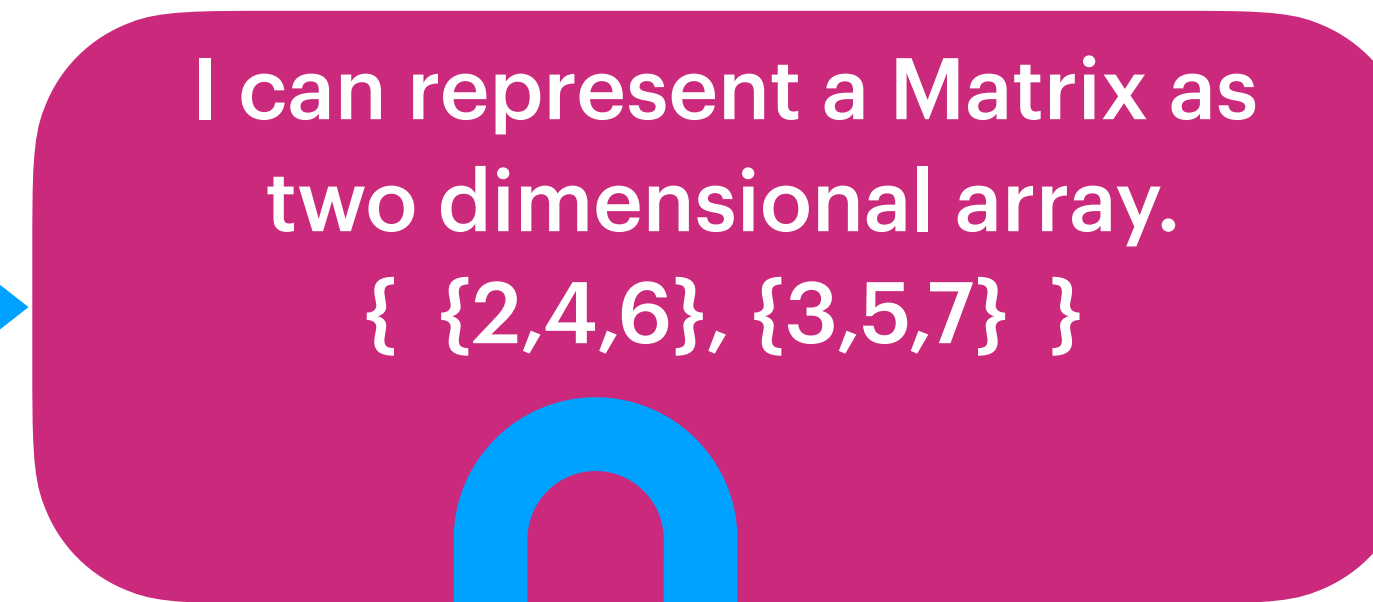 I can represent a Matrix as
two dimensional array.
{  {2,4,6}, {3,5,7}  }